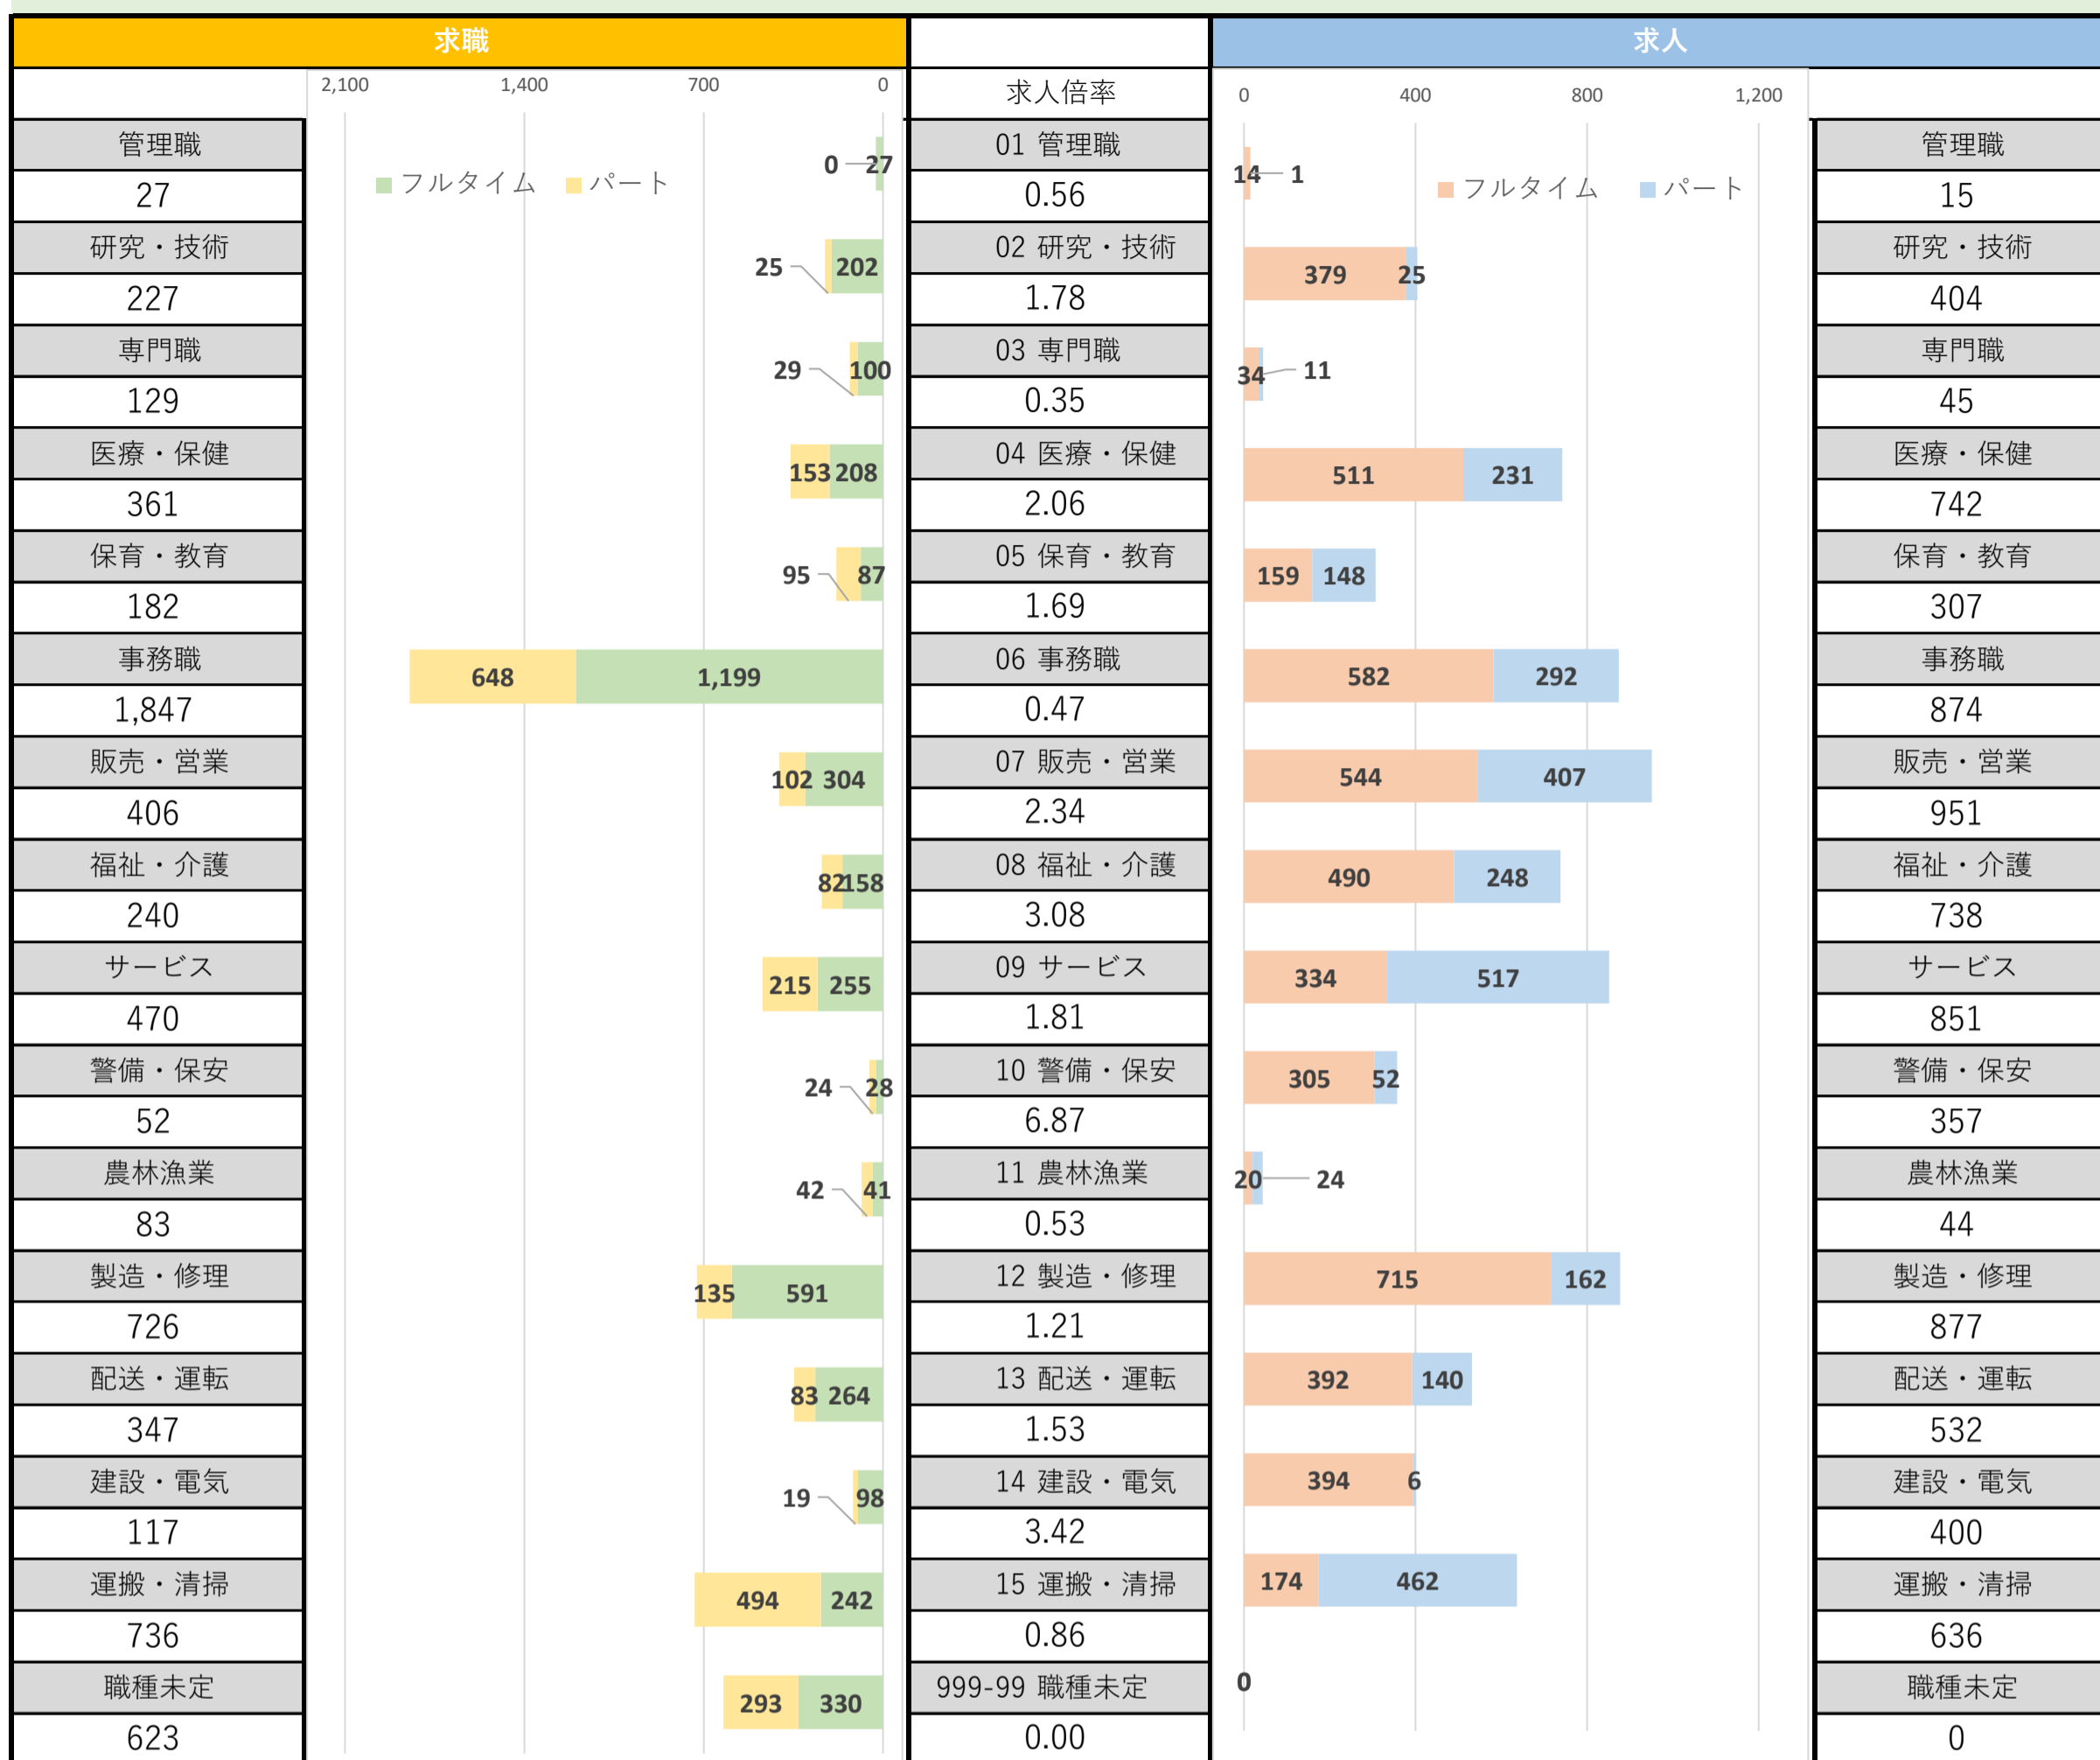 求職 求人
2,100 1,400 700 0 求人倍率 0 400 800 1,200
フルタイム パート
フルタイム パート
管理職 01 管理職 管理職
27 0 27 0.56 14 1 15
研究・技術 02 研究・技術 研究・技術
227 25 202 1.78 379 25 404
専門職 03 専門職 専門職
129 29 100 0.35 34 11 45
医療・保健 04 医療・保健 医療・保健
361 153 208 2.06 511 231 742
保育・教育 05 保育・教育 保育・教育
182 95 87 1.69 159 148 307
事務職 06 事務職 事務職
1,847 648 1,199 0.47 582 292 874
販売・営業 07 販売・営業 販売・営業
406 102 304 2.34 544 407 951
福祉・介護 08 福祉・介護 福祉・介護
240 82 158 3.08 490 248 738
サービス 09 サービス サービス
470 215 255 1.81 334 517 851
警備・保安 10 警備・保安 警備・保安
52 24 28 6.87 305 52 357
農林漁業 11 農林漁業 農林漁業
83 42 41 0.53 20 24 44
製造・修理 12 製造・修理 製造・修理
726 135 591 1.21 715 162 877
配送・運転 13 配送・運転 配送・運転
347 83 264 1.53 392 140 532
建設・電気 14 建設・電気 建設・電気
117 19 98 3.42 394 6 400
運搬・清掃 15 運搬・清掃 運搬・清掃
736 494 242 0.86 174 462 636
職種未定 999-99 職種未定 職種未定
623 293 330 0.00 0 0